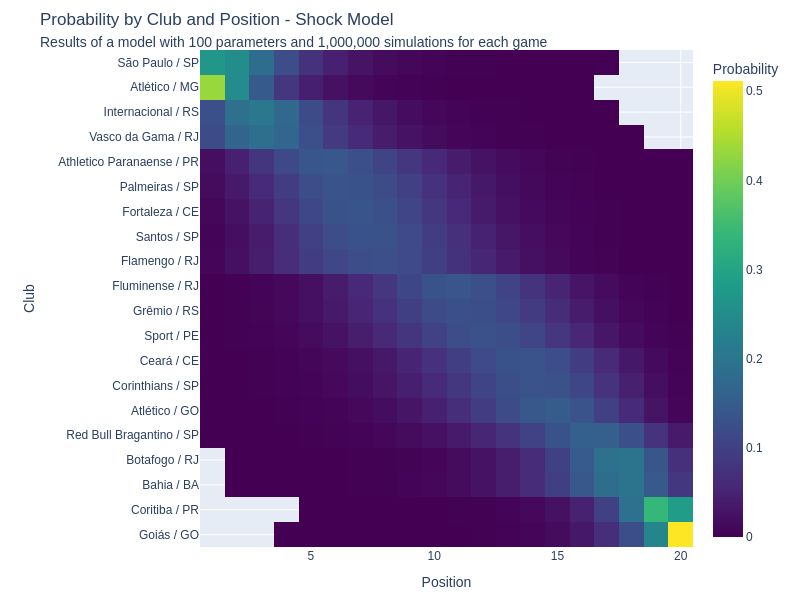 Probability by Club and Position - Shock Model
Results of a model with 100 parameters and 1,000,000 simulations for each game
Probability
São Paulo / SP
Atlético / MG
Internacional / RS
Vasco da Gama / RJ
Athletico Paranaense / PR
Palmeiras / SP
Fortaleza / CE
Santos / SP
Flamengo / RJ
Fluminense / RJ
Grêmio / RS
Sport / PE
Ceará / CE
Corinthians / SP
Atlético / GO
Red Bull Bragantino / SP
Botafogo / RJ
Bahia / BA
Coritiba / PR
Goiás / GO
Club
5
10
15
20
Position
0.5
0.4
0.3
0.2
0.1
0